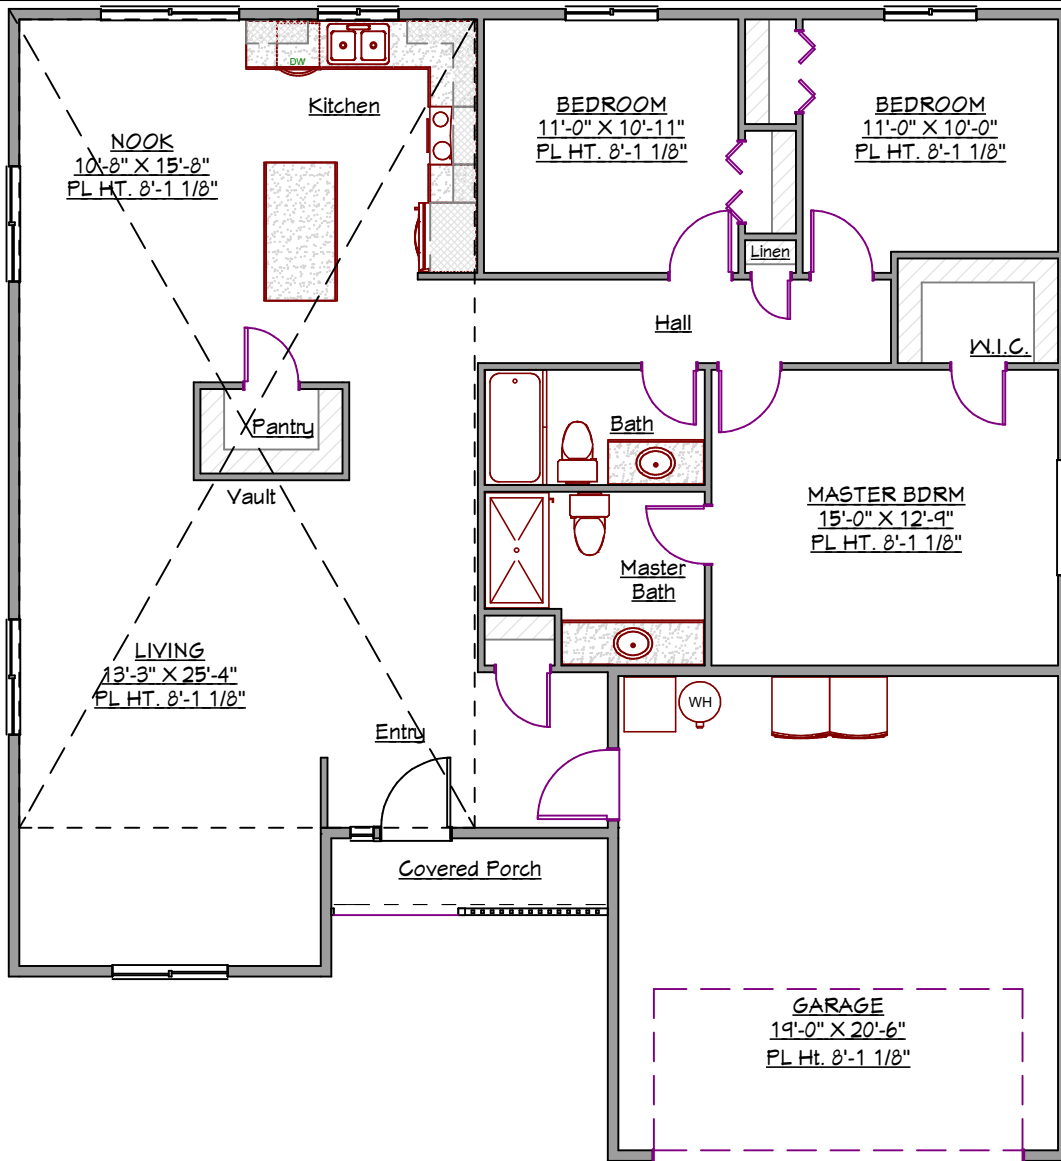 DW
Kitchen
NOOK
10'-8" X 15'-8"
PL HT. 8'-1 1/8"
BEDROOM
11'-0" X 10'-11"
PL HT. 8'-1 1/8"
BEDROOM
11'-0" X 10'-0"
PL HT. 8'-1 1/8"
Linen
Hall
W.I.C.
Pantry
Vault
Bath
MASTER BDRM
15'-0" X 12'-9"
PL HT. 8'-1 1/8"
Master
Bath
LIVING
13'-3" X 25'-4"
PL HT. 8'-1 1/8"
Entry
WH
Covered Porch
GARAGE
19'-0" X 20'-6"
PL Ht. 8'-1 1/8"